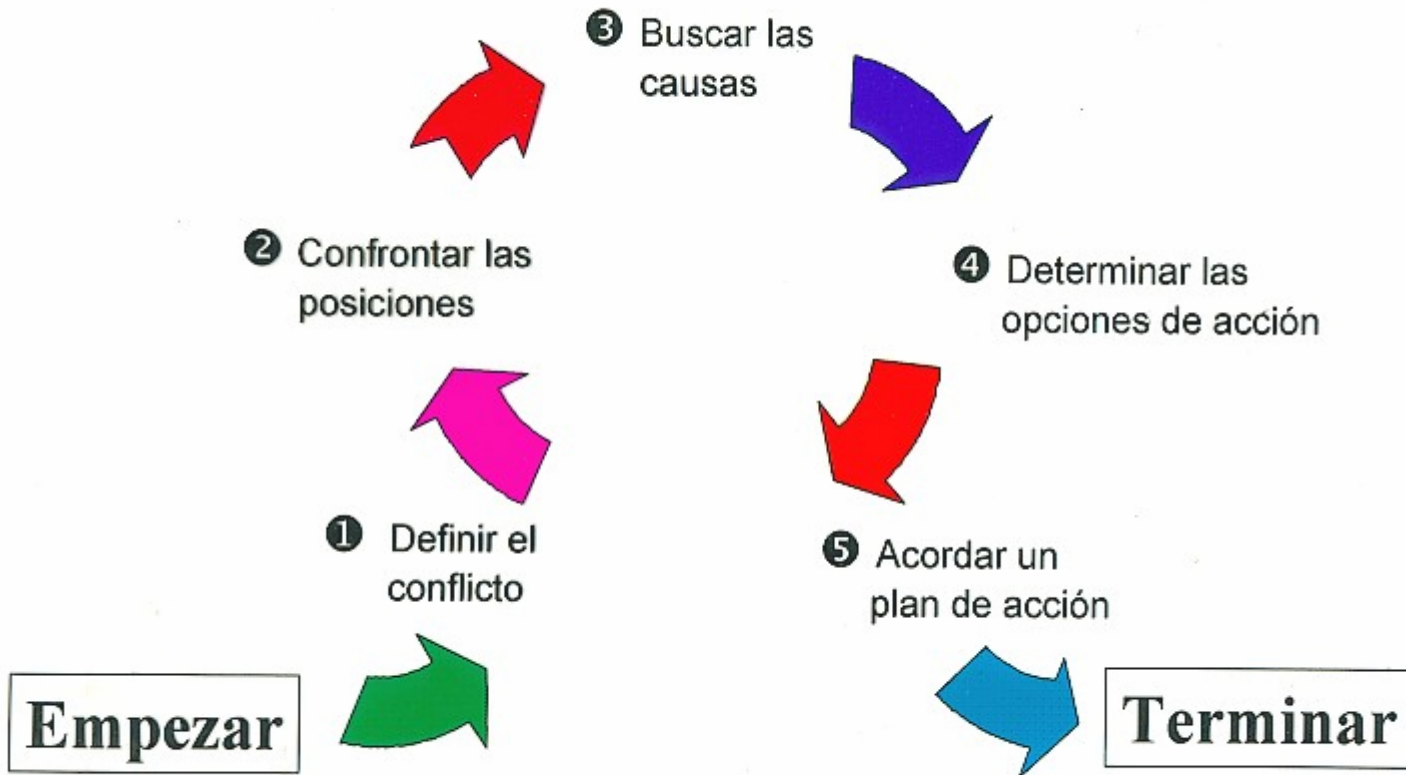 ❸ Buscar las
causas
❷ Confrontar las
posiciones
❹ Determinar las
opciones de acción
❶ Definir el
conflicto
❺ Acordar un
plan de acción
Empezar
Terminar